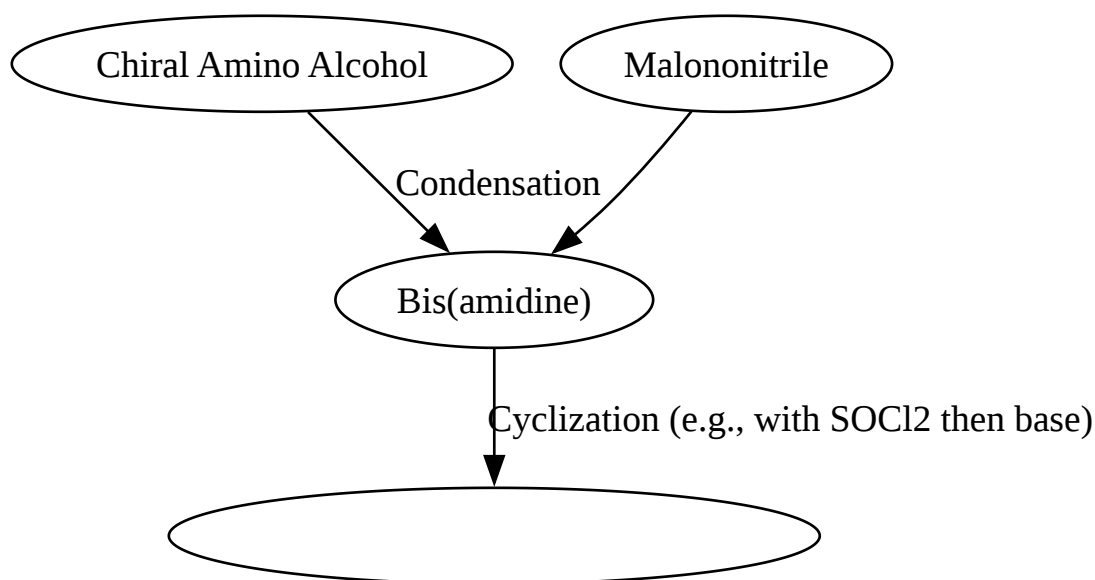 Chiral Amino Alcohol
Malononitrile
Condensation
Bis(amidine)
Cyclization (e.g., with SOCl2 then base)